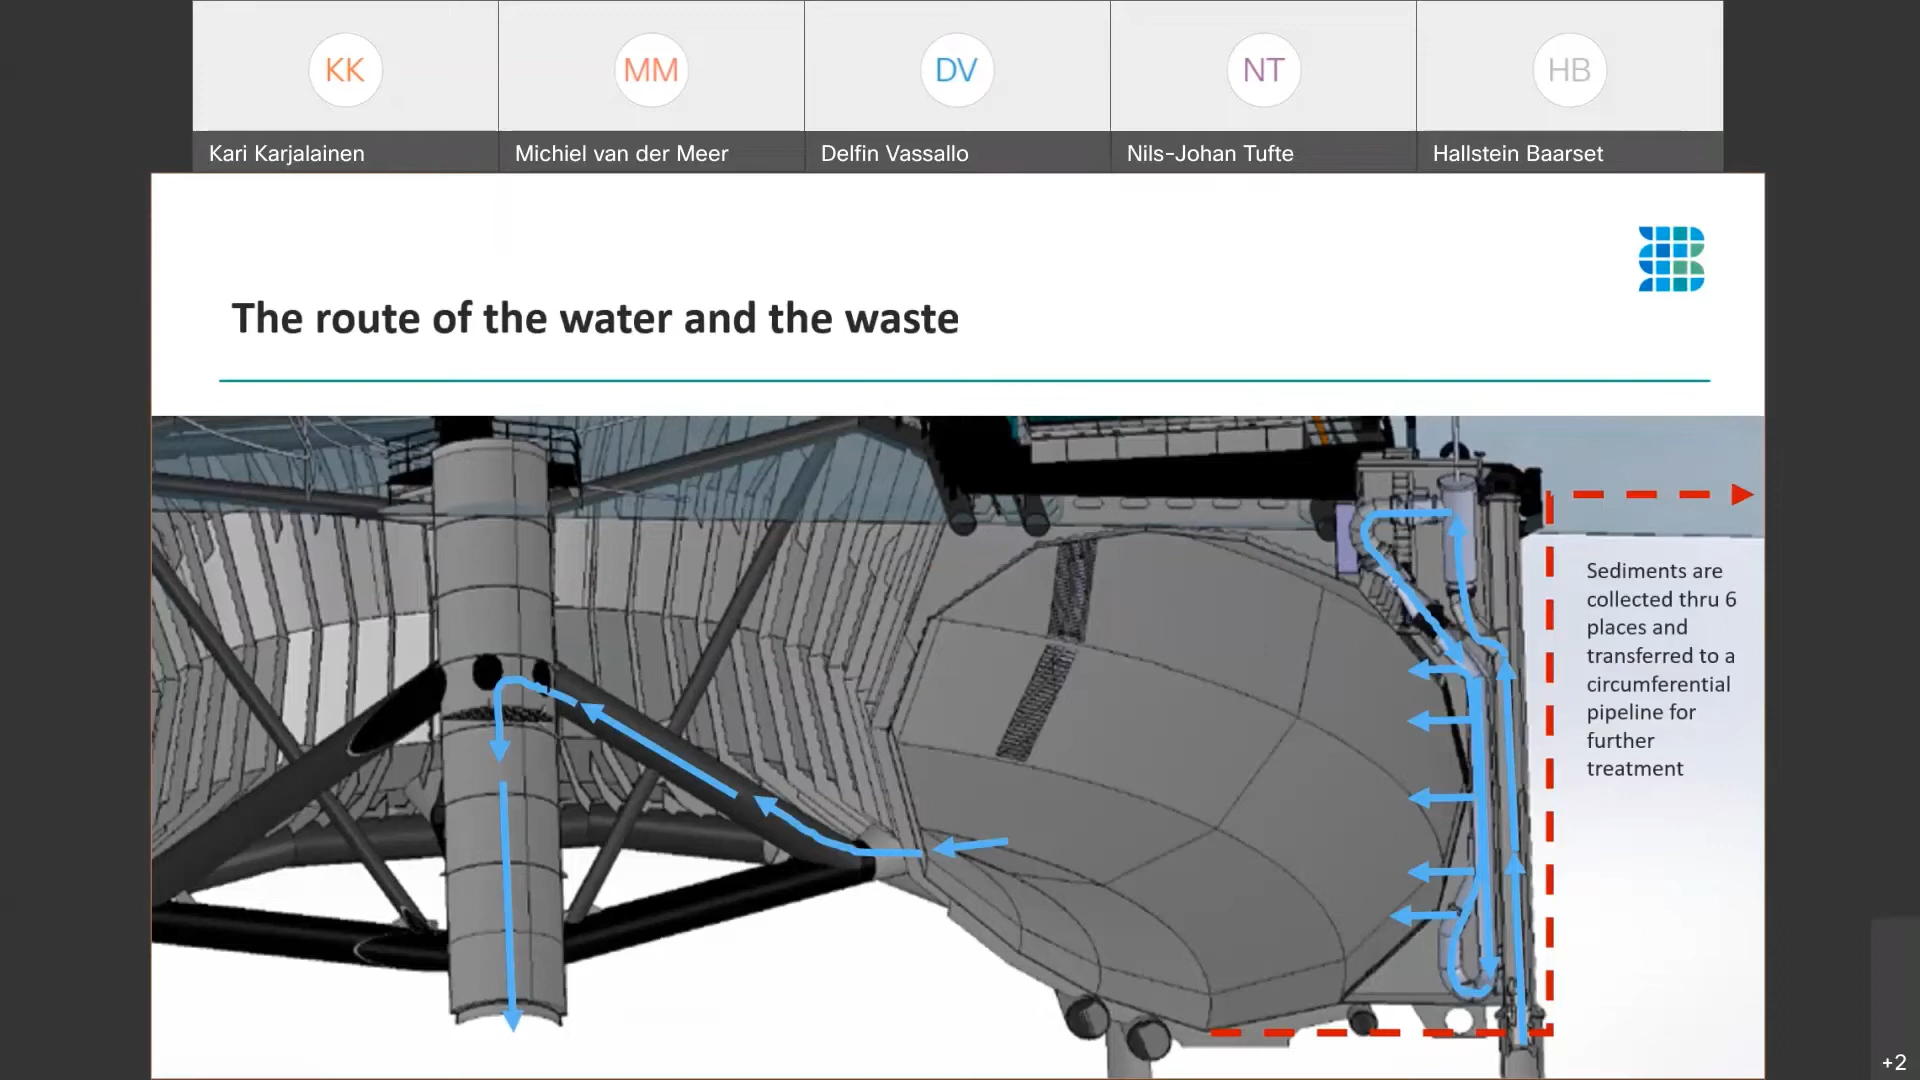 KK
MM
DV
NT
HB
Kari Karjalainen
Michiel van der Meer
Delfin Vassallo
Nils-Johan Tufte
Hallstein Baarset
The route of the water and the waste
Sediments are
collected thru 6
places and
transferred to a
circumferential
pipeline for
further
treatment
+2